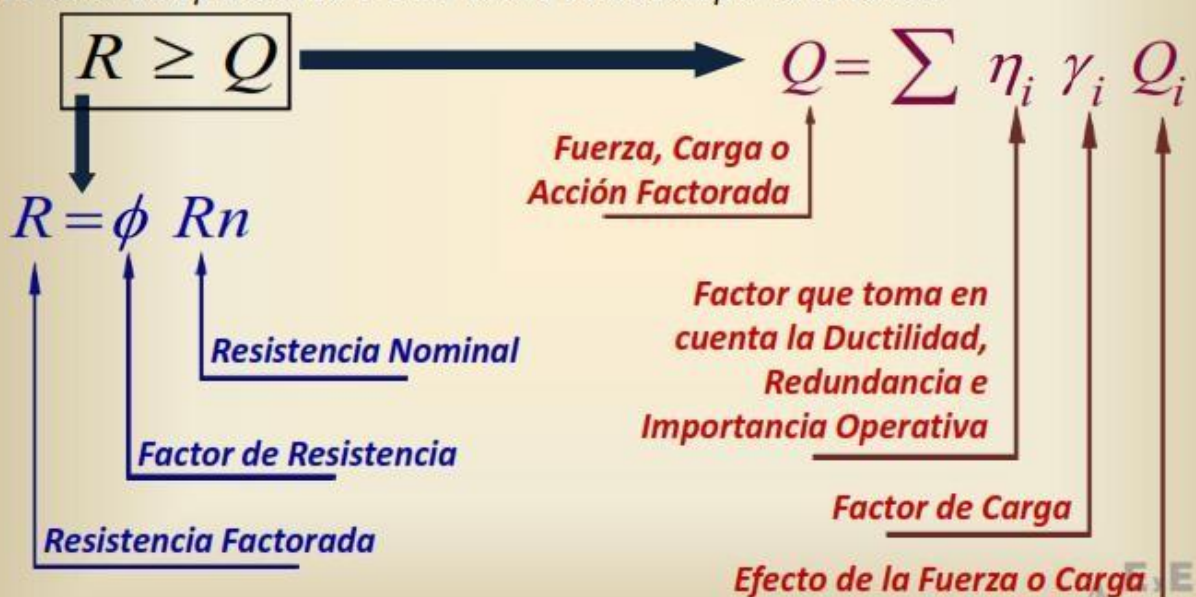 R ≥ Q
Q = ∑ ηi γi Qi
Fuerza, Carga o
Acción Factorada
R = ϕ Rn
Factor que toma en
cuenta la Ductilidad,
Redundancia e
Importancia Operativa
Resistencia Nominal
Factor de Resistencia
Factor de Carga
Resistencia Factorada
Efecto de la Fuerza o Carga